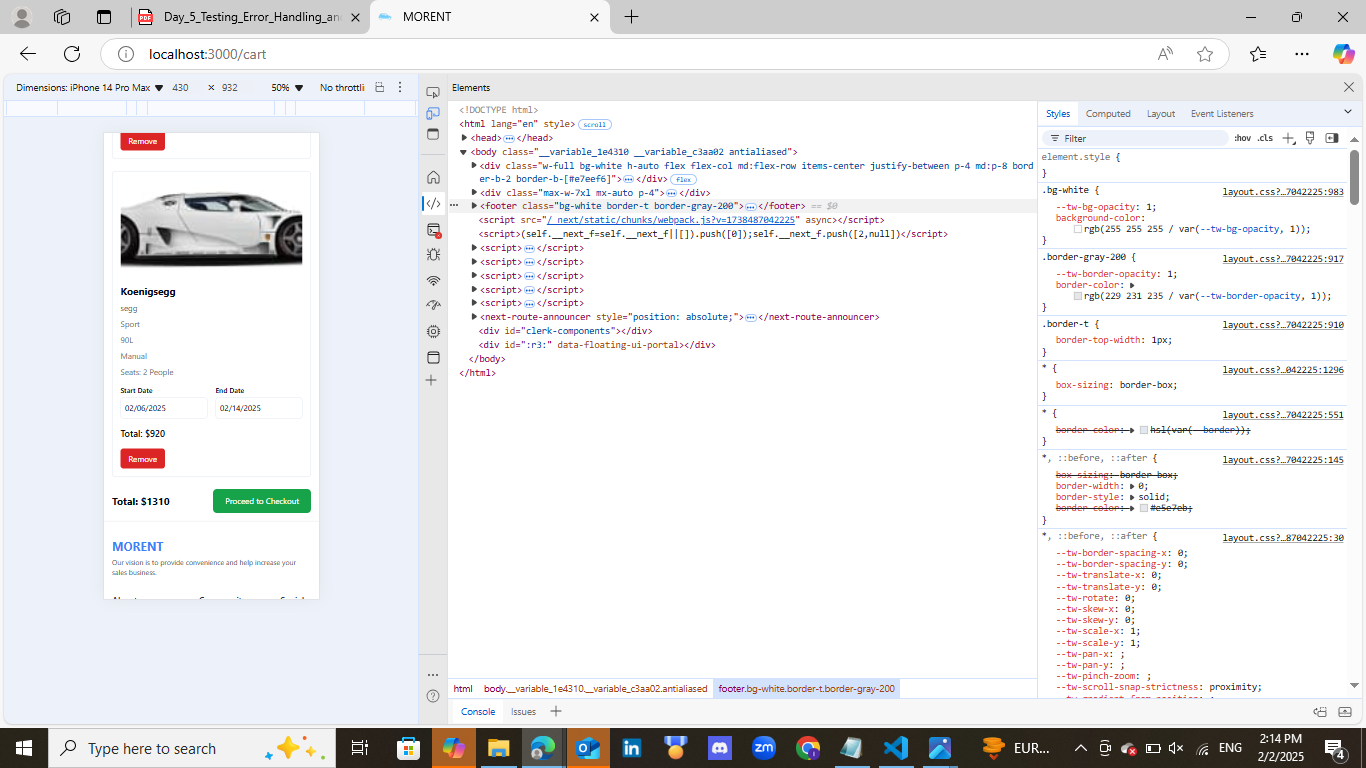 Day_5_Testing_Error_Handling_and
MORENT
localhost:3000/cart
Dimensions: iPhone 14 Pro Max ▼ 430 × 932 50% ▼ No throttli
Remove
Koenigsegg
segg
Sport
90L
Manual
Seats: 2 People
Start Date End Date
02/06/2025 02/14/2025
Total: $920
Remove
Total: $1310 Proceed to Checkout
MORENT
Our vision is to provide convenience and help increase your
sales business.
Elements
<!DOCTYPE html>
<html lang="en" style> scroll
<head> </head>
<body class="__variable_1e4310 __variable_c3aa02 antialiased">
<div class="w-full bg-white h-auto flex flex-col md:flex-row items-center justify-between p-4 md:p-8 bord
er-b-2 border-b-[#e7eef6]"> </div> flex
<div class="max-w-7xl mx-auto p-4"> </div>
<footer class="bg-white border-t border-gray-200"> </footer> == $0
<script src="/_next/static/chunks/webpack.js?v=1738487042225" async></script>
<script>(self.__next_f=self.__next_f||[]).push([0]);self.__next_f.push([2,null])</script>
<script> </script>
<script> </script>
<script> </script>
<script> </script>
<script> </script>
<next-route-announcer style="position: absolute;"> </next-route-announcer>
<div id="clerk-components"></div>
<div id=":r3:" data-floating-ui-portal></div>
</body>
</html>
html body.__variable_1e4310.__variable_c3aa02.antialiased footer.bg-white.border-t.border-gray-200
Console Issues
Styles Computed Layout Event Listeners
Filter :hov .cls
element.style {
}
.bg-white { layout.css?…7042225:983
--tw-bg-opacity: 1;
background-color:
rgb(255 255 255 / var(--tw-bg-opacity, 1));
}
.border-gray-200 { layout.css?…7042225:917
--tw-border-opacity: 1;
border-color:
rgb(229 231 235 / var(--tw-border-opacity, 1));
}
.border-t { layout.css?…7042225:910
border-top-width: 1px;
}
* { layout.css?…042225:1296
box-sizing: border-box;
}
* { layout.css?…7042225:551
border-color: hsl(var(--border));
}
*, ::before, ::after { layout.css?…7042225:145
box-sizing: border-box;
border-width: 0;
border-style: solid;
border-color: #e5e7eb;
}
*, ::before, ::after { layout.css?…87042225:30
--tw-border-spacing-x: 0;
--tw-border-spacing-y: 0;
--tw-translate-x: 0;
--tw-translate-y: 0;
--tw-rotate: 0;
--tw-skew-x: 0;
--tw-skew-y: 0;
--tw-scale-x: 1;
--tw-scale-y: 1;
--tw-pan-x: ;
--tw-pan-y: ;
--tw-pinch-zoom: ;
--tw-scroll-snap-strictness: proximity;
Type here to search
EUR...
ENG
2:14 PM
2/2/2025
4